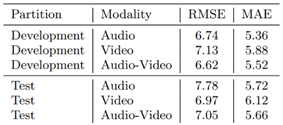 Partition Modality RMSE MAE
Development Audio 6.74 5.36
Development Video 7.13 5.88
Development Audio-Video 6.62 5.52
Test Audio 7.78 5.72
Test Video 6.97 6.12
Test Audio-Video 7.05 5.66